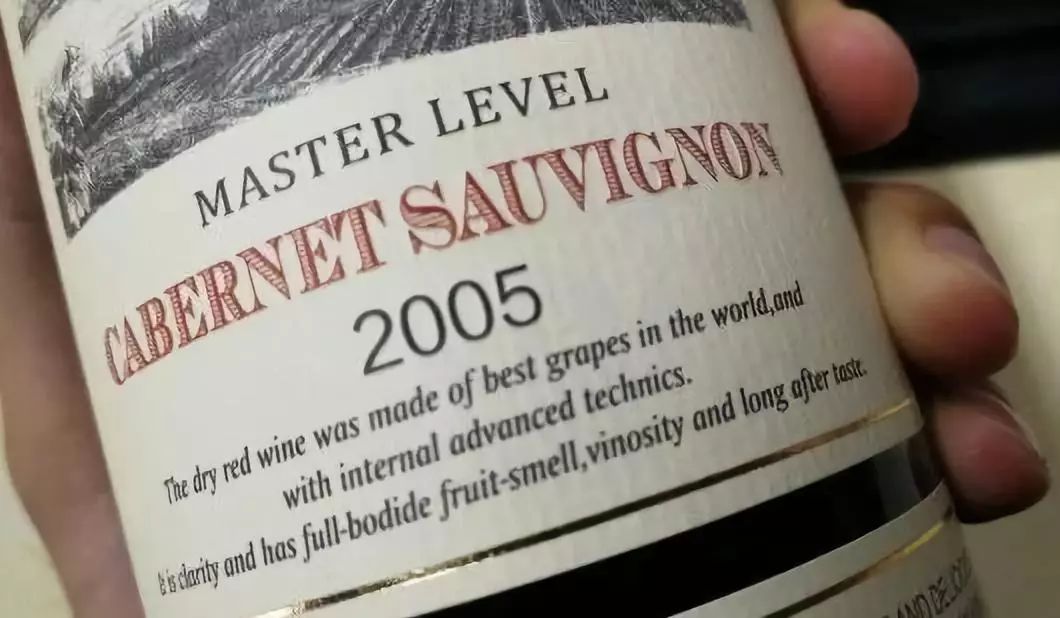 MASTER LEVEL
CABERNET SAUVIGNON
2005
The dry red wine was made of best grapes in the world,and
with internal advanced technics.
It is clarity and has full-bodide fruit-smell,vinosity and long after taste.